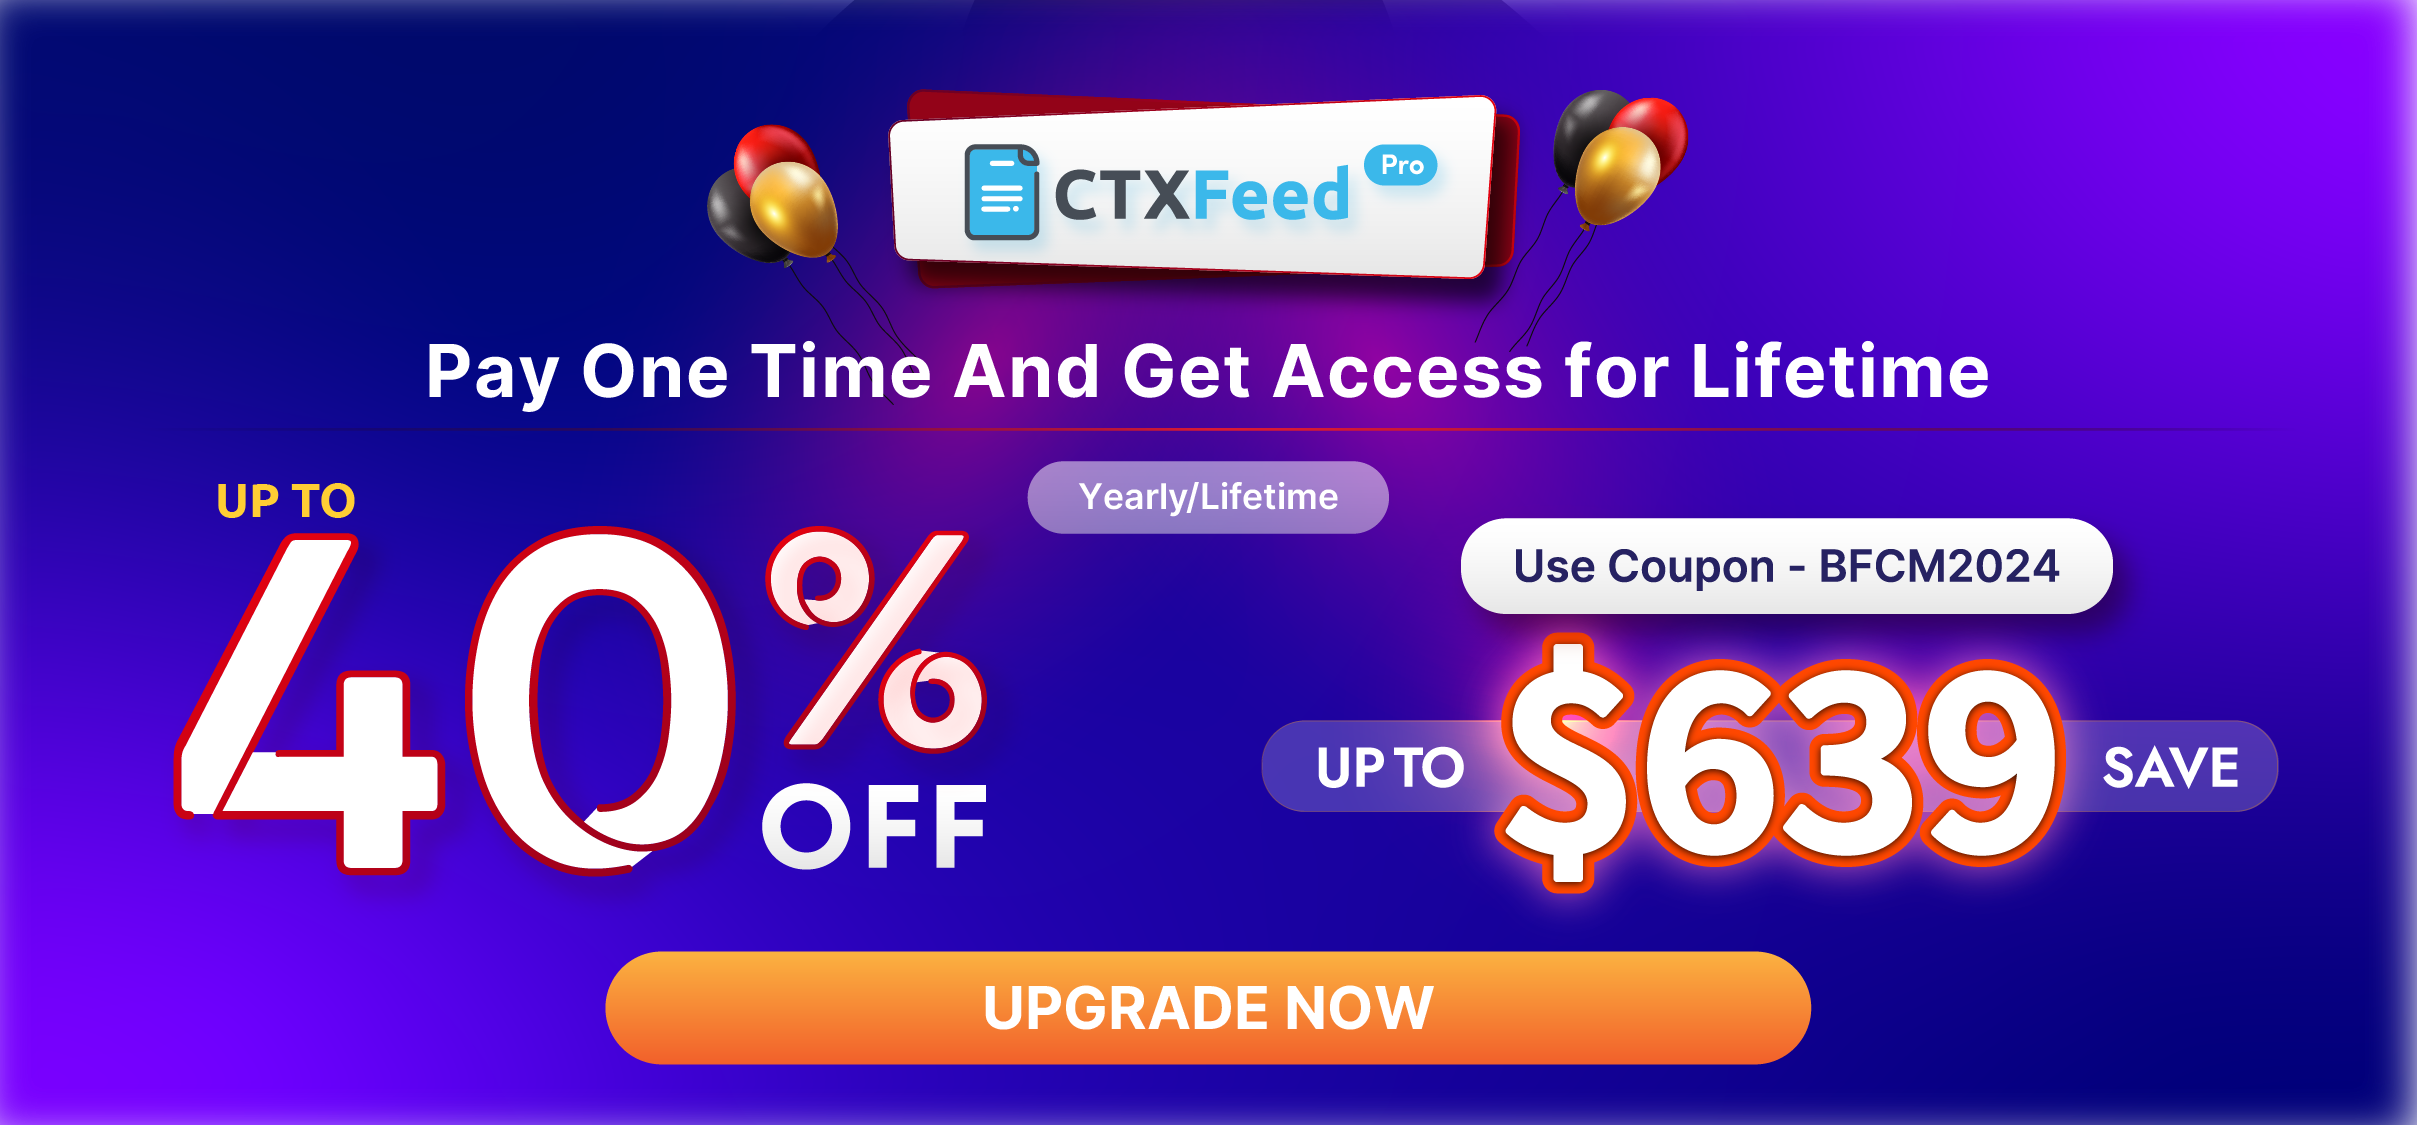 CTXFeed Pro
Pay One Time And Get Access for Lifetime
Yearly/Lifetime
UP TO
40%
OFF
Use Coupon - BFCM2024
UP TO $639 SAVE
UPGRADE NOW